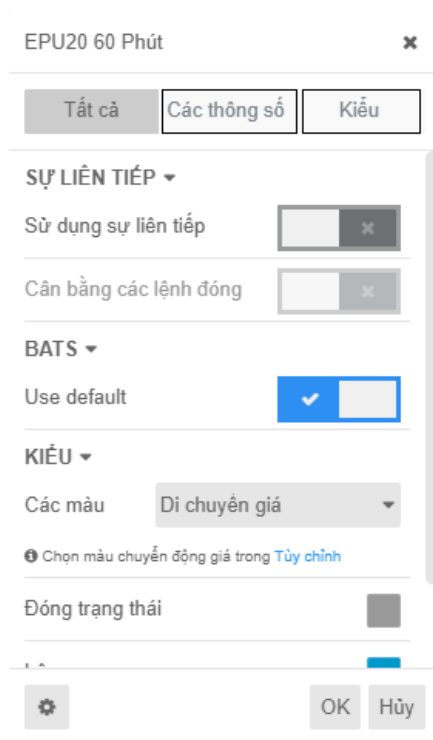 EPU20 60 Phút
Tất cả
Các thông số
Kiểu
SỰ LIÊN TIẾP
Sử dụng sự liên tiếp
Cân bằng các lệnh đóng
BATS
Use default
KIỂU
Các màu
Di chuyển giá
Chọn màu chuyển động giá trong Tùy chỉnh
Đóng trạng thái
OK
Hủy